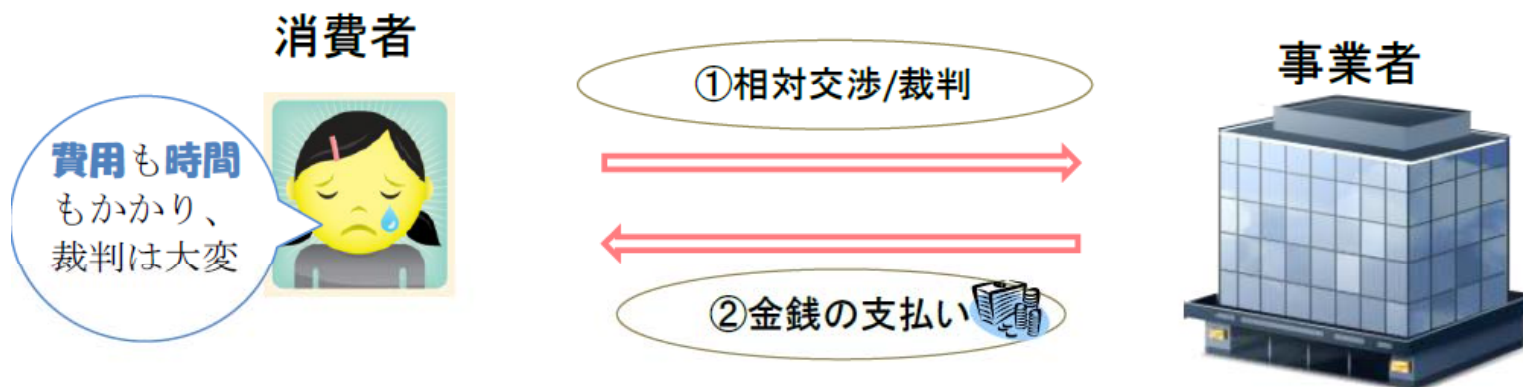 消費者
①相対交渉/裁判
事業者
費用も時間
もかかり、
裁判は大変
②金銭の支払い